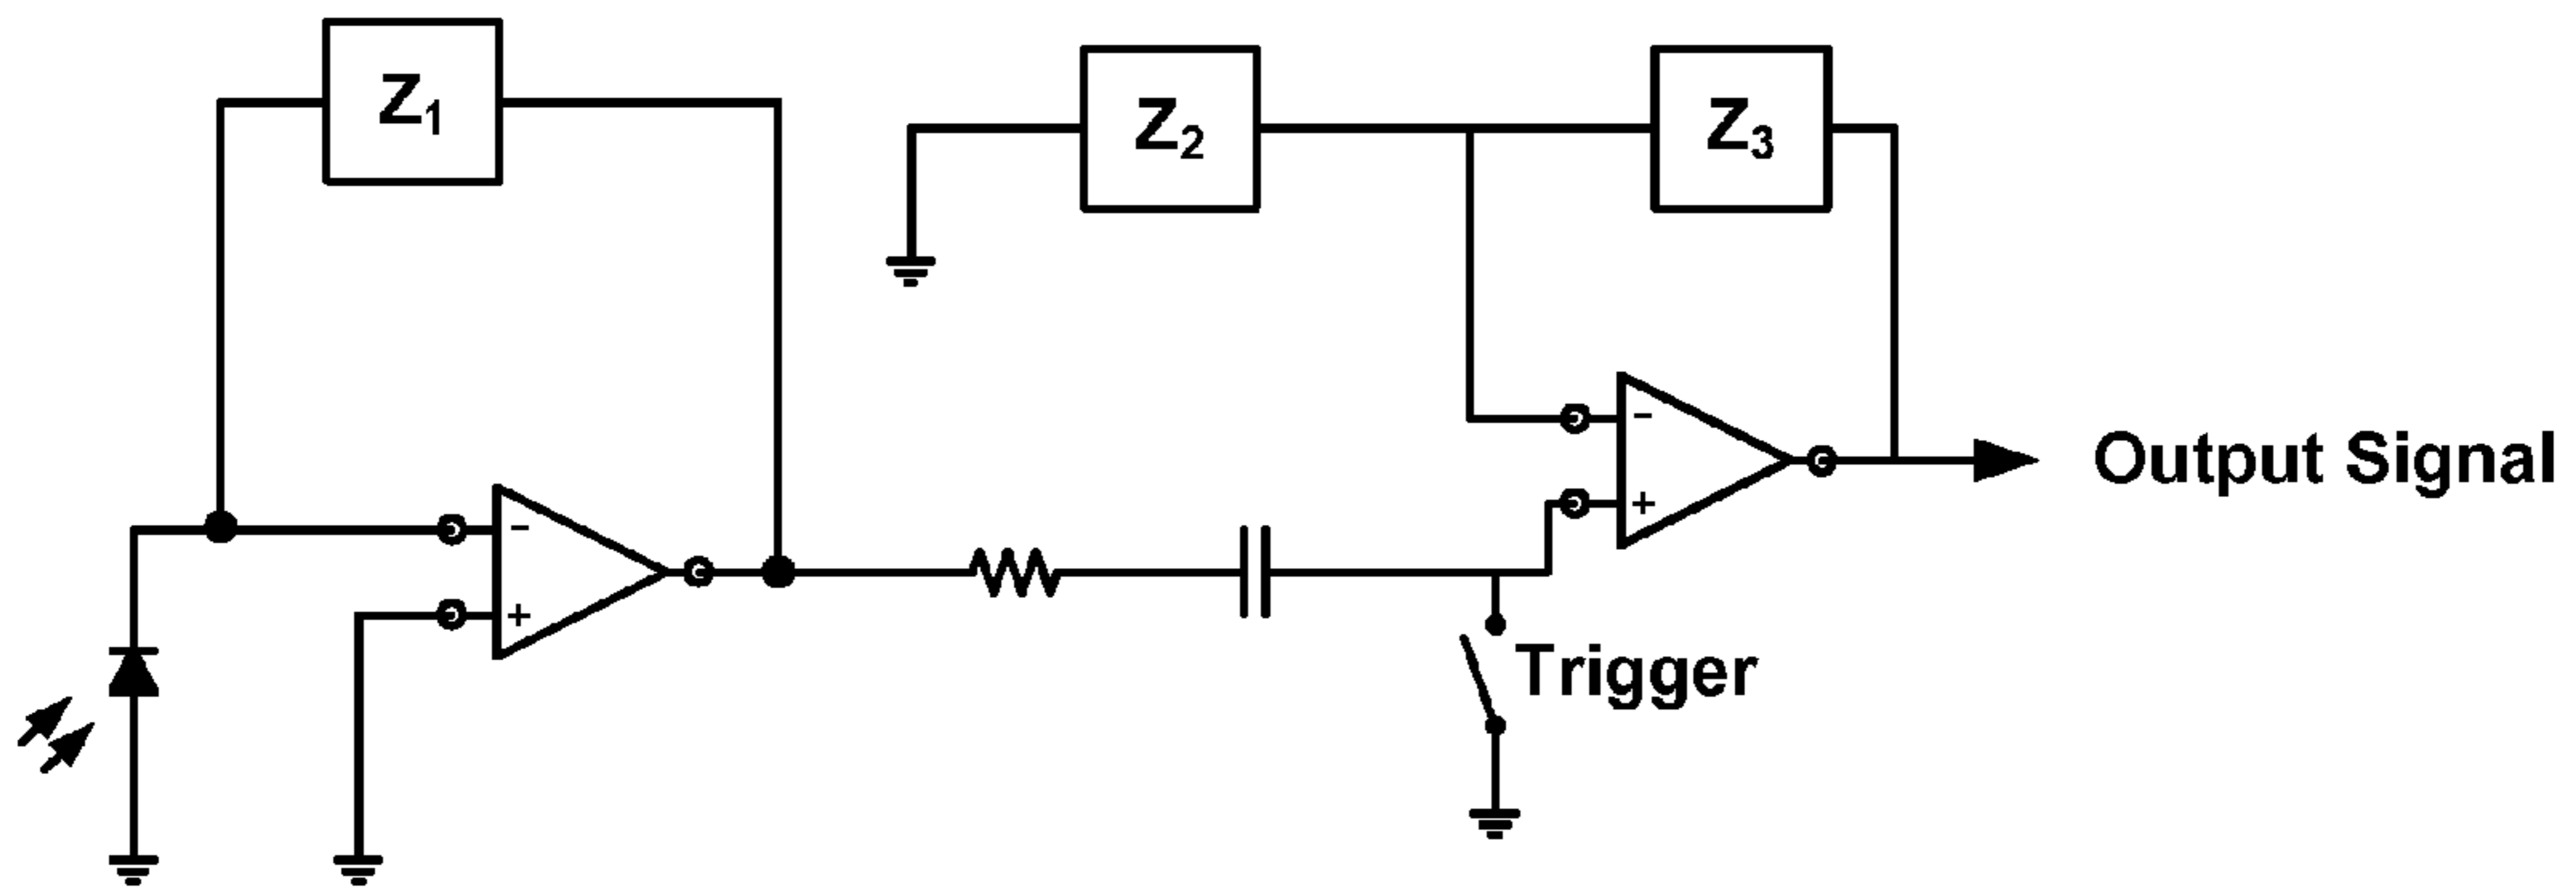 Z1
Z2
Z3
-
+
-
+
Output Signal
Trigger